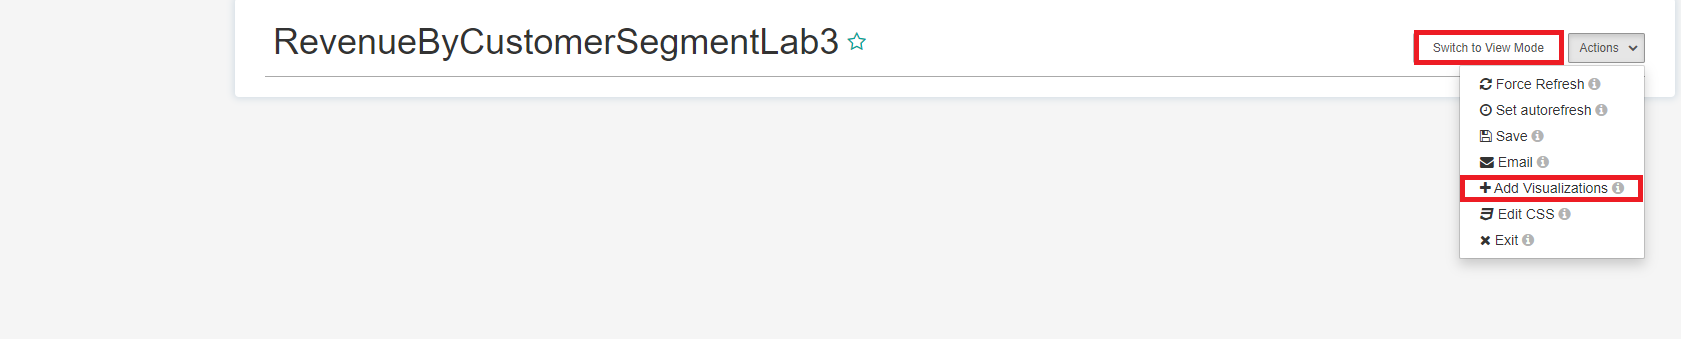 RevenueByCustomerSegmentLab3
Switch to View Mode
Actions
Force Refresh
Set autorefresh
Save
Email
Add Visualizations
Edit CSS
Exit